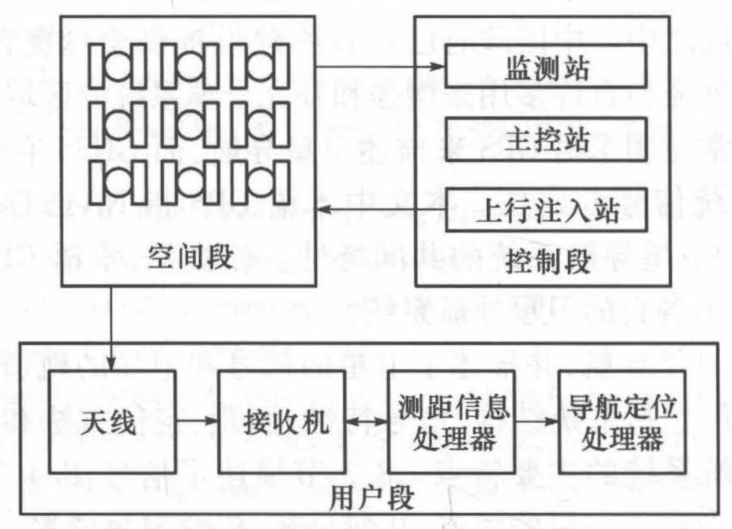 监测站
主控站
上行注入站
空间段
控制段
天线
接收机
测距信息
处理器
导航定位
处理器
用户段